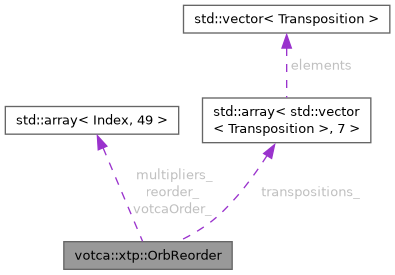 std::vector< Transposition >
elements
std::array< Index, 49 >
std::array< std::vector
< Transposition >, 7 >
multipliers_
reorder_
votcaOrder_
transpositions_
votca::xtp::OrbReorder